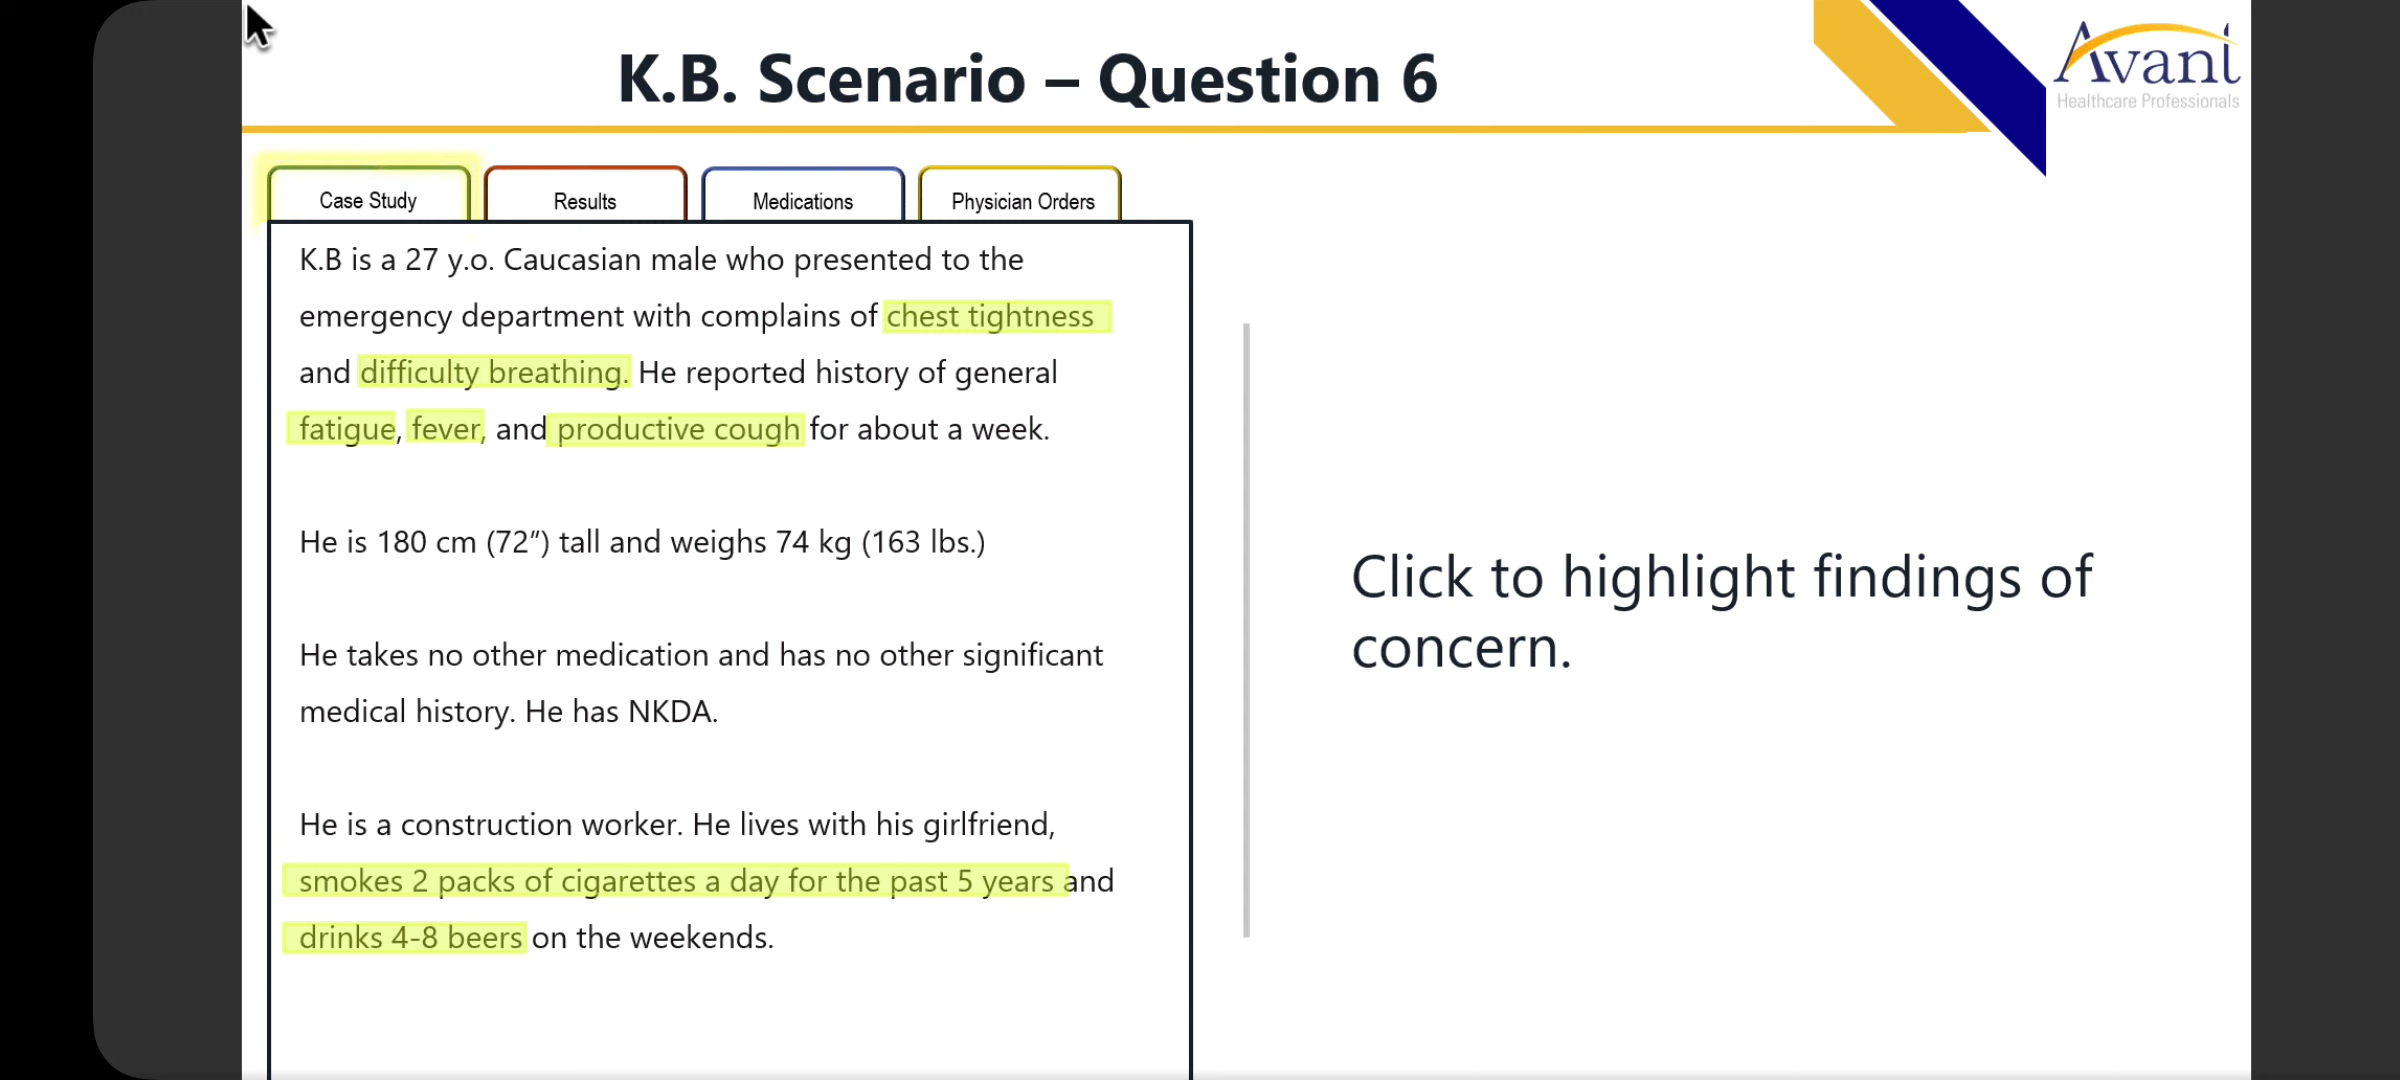 K.B. Scenario – Question 6
Avant
Healthcare Professionals
Case Study
Results
Medications
Physician Orders
K.B is a 27 y.o. Caucasian male who presented to the
emergency department with complains of chest tightness
and difficulty breathing. He reported history of general
fatigue, fever, and productive cough for about a week.
He is 180 cm (72″) tall and weighs 74 kg (163 lbs.)
He takes no other medication and has no other significant
medical history. He has NKDA.
He is a construction worker. He lives with his girlfriend,
smokes 2 packs of cigarettes a day for the past 5 years and
drinks 4-8 beers on the weekends.
Click to highlight findings of
concern.